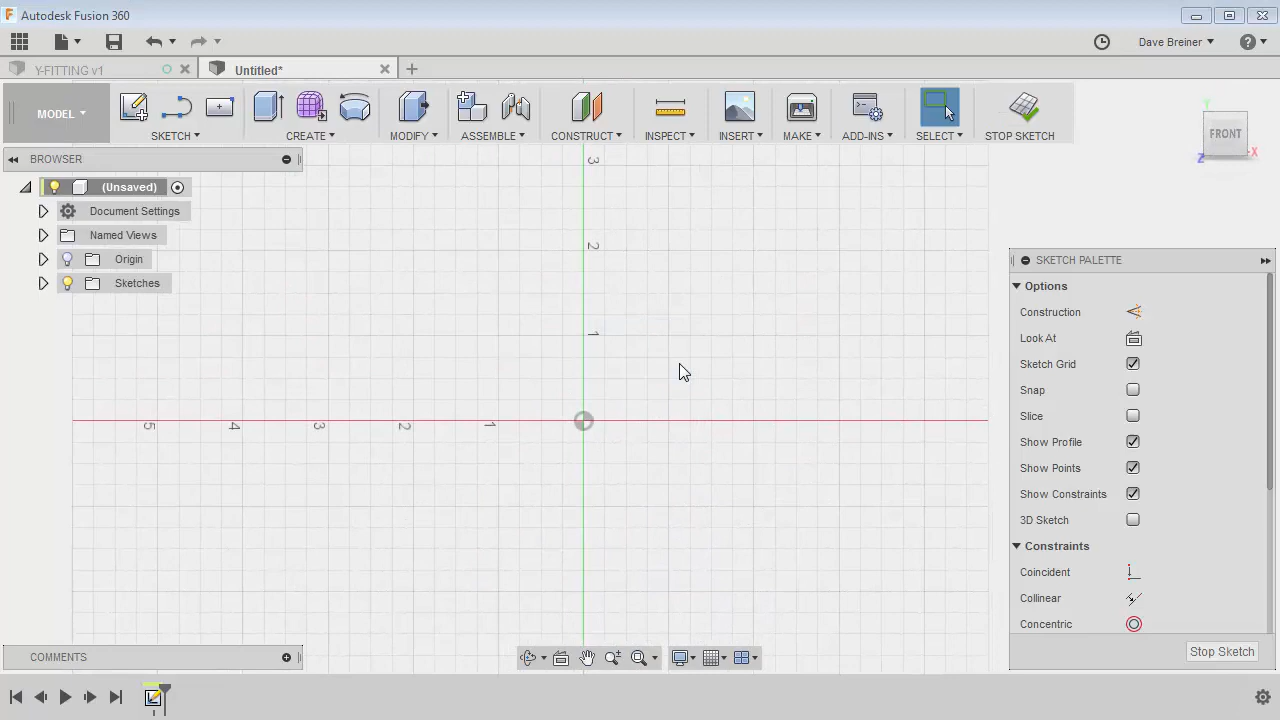 Autodesk Fusion 360
Dave Breiner
Y-FITTING v1
Untitled*
MODEL
SKETCH
CREATE
MODIFY
ASSEMBLE
CONSTRUCT
INSPECT
INSERT
MAKE
ADD-INS
SELECT
STOP SKETCH
Y
FRONT
Z
X
BROWSER
(Unsaved)
Document Settings
Named Views
Origin
Sketches
3
2
1
5 4 3 2 1
SKETCH PALETTE
Options
Construction
Look At
Sketch Grid
Snap
Slice
Show Profile
Show Points
Show Constraints
3D Sketch
Constraints
Coincident
Collinear
Concentric
Stop Sketch
COMMENTS